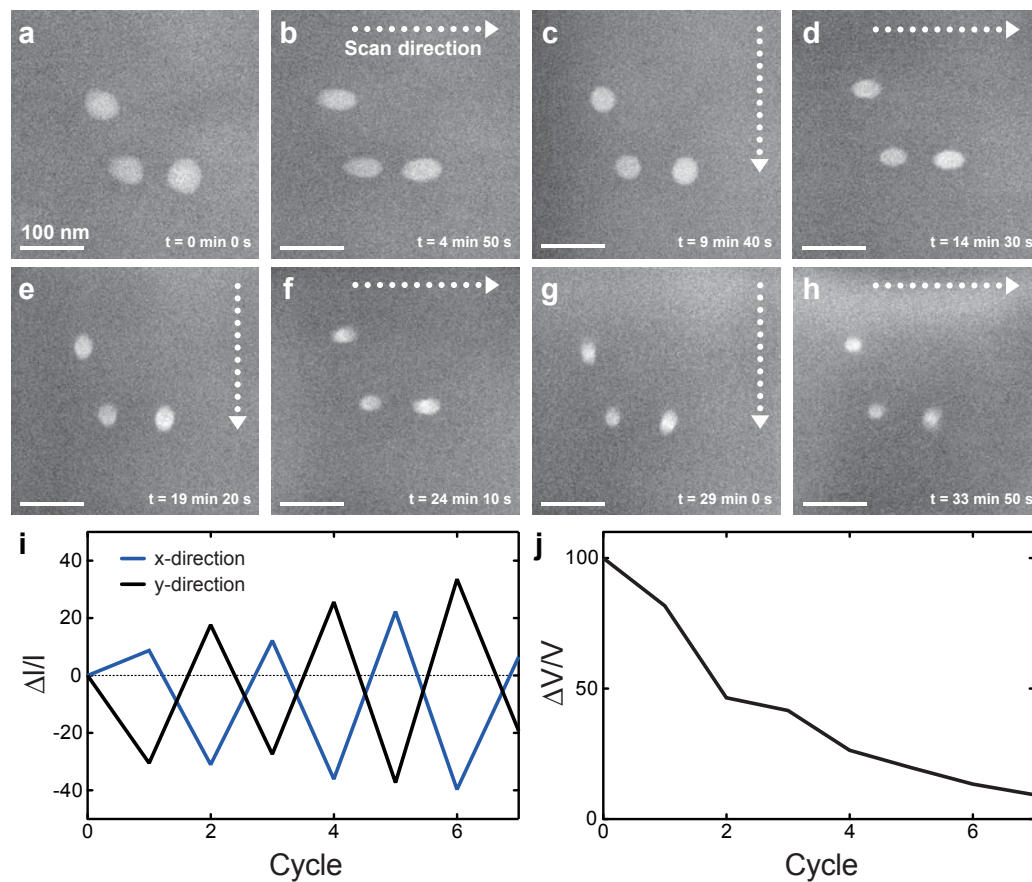 a
b
Scan direction
c
d
100 nm
t = 0 min 0 s
t = 4 min 50 s
t = 9 min 40 s
t = 14 min 30 s
e
f
g
h
t = 19 min 20 s
t = 24 min 10 s
t = 29 min 0 s
t = 33 min 50 s
i
x-direction
y-direction
40
20
0
-20
-40
ΔI/I
0
2
4
6
Cycle
j
100
50
0
ΔV/V
0
2
4
6
Cycle